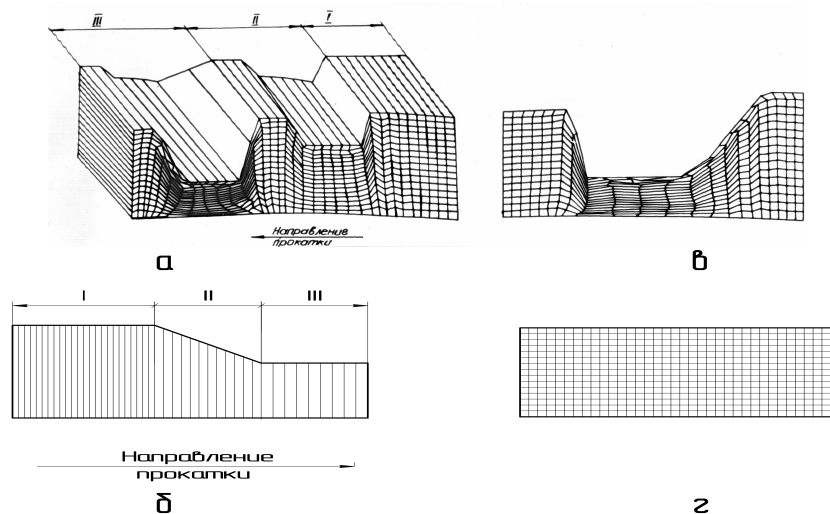 III II I
Направление
прокатки
а
в
I II III
Направление
прокатки
б
г